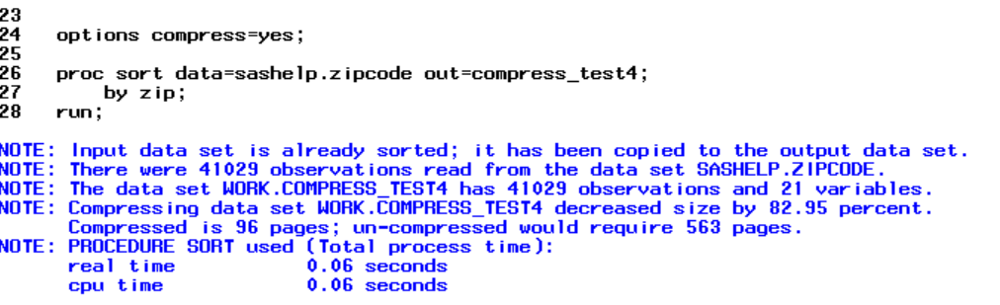 23
24 options compress=yes;
25
26 proc sort data=sashelp.zipcode out=compress_test4;
27 by zip;
28 run;
NOTE: Input data set is already sorted; it has been copied to the output data set.
NOTE: There were 41029 observations read from the data set SASHELP.ZIPCODE.
NOTE: The data set WORK.COMPRESS_TEST4 has 41029 observations and 21 variables.
NOTE: Compressing data set WORK.COMPRESS_TEST4 decreased size by 82.95 percent.
Compressed is 96 pages; un-compressed would require 563 pages.
NOTE: PROCEDURE SORT used (Total process time):
real time 0.06 seconds
cpu time 0.06 seconds